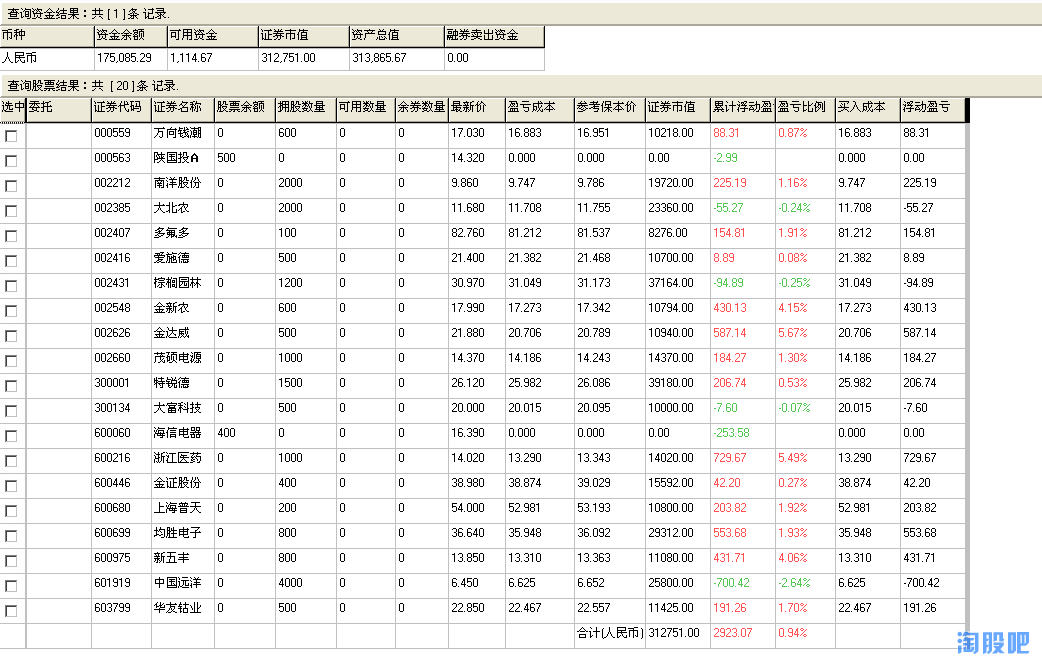 查询资金结果：共 [ 1 ] 条 记录.
币种 资金余额 可用资金 证券市值 资产总值 融券卖出资金
人民币 175,085.29 1,114.67 312,751.00 313,865.67 0.00
查询股票结果：共 [ 20 ] 条 记录.
选中 委托 证券代码 证券名称 股票余额 拥股数量 可用数量 余券数量 最新价 盈亏成本 参考保本价 证券市值 累计浮动盈 盈亏比例 买入成本 浮动盈亏
000559 万向钱潮 0 600 0 0 17.030 16.883 16.951 10218.00 88.31 0.87% 16.883 88.31
000563 陕国投A 500 0 0 0 14.320 0.000 0.000 0.00 -2.99 0.000 0.00
002212 南洋股份 0 2000 0 0 9.860 9.747 9.786 19720.00 225.19 1.16% 9.747 225.19
002385 大北农 0 2000 0 0 11.680 11.708 11.755 23360.00 -55.27 -0.24% 11.708 -55.27
002407 多氟多 0 100 0 0 82.760 81.212 81.537 8276.00 154.81 1.91% 81.212 154.81
002416 爱施德 0 500 0 0 21.400 21.382 21.468 10700.00 8.89 0.08% 21.382 8.89
002431 棕榈园林 0 1200 0 0 30.970 31.049 31.173 37164.00 -94.89 -0.25% 31.049 -94.89
002548 金新农 0 600 0 0 17.990 17.273 17.342 10794.00 430.13 4.15% 17.273 430.13
002626 金达威 0 500 0 0 21.880 20.706 20.789 10940.00 587.14 5.67% 20.706 587.14
002660 茂硕电源 0 1000 0 0 14.370 14.186 14.243 14370.00 184.27 1.30% 14.186 184.27
300001 特锐德 0 1500 0 0 26.120 25.982 26.086 39180.00 206.74 0.53% 25.982 206.74
300134 大富科技 0 500 0 0 20.000 20.015 20.095 10000.00 -7.60 -0.07% 20.015 -7.60
600060 海信电器 400 0 0 0 16.390 0.000 0.000 0.00 -253.58 0.000 0.00
600216 浙江医药 0 1000 0 0 14.020 13.290 13.343 14020.00 729.67 5.49% 13.290 729.67
600446 金证股份 0 400 0 0 38.980 38.874 39.029 15592.00 42.20 0.27% 38.874 42.20
600680 上海普天 0 200 0 0 54.000 52.981 53.193 10800.00 203.82 1.92% 52.981 203.82
600699 均胜电子 0 800 0 0 36.640 35.948 36.092 29312.00 553.68 1.93% 35.948 553.68
600975 新五丰 0 800 0 0 13.850 13.310 13.363 11080.00 431.71 4.06% 13.310 431.71
601919 中国远洋 0 4000 0 0 6.450 6.625 6.652 25800.00 -700.42 -2.64% 6.625 -700.42
603799 华友钴业 0 500 0 0 22.850 22.467 22.557 11425.00 191.26 1.70% 22.467 191.26
合计(人民币) 312751.00 2923.07 0.94%
淘股吧